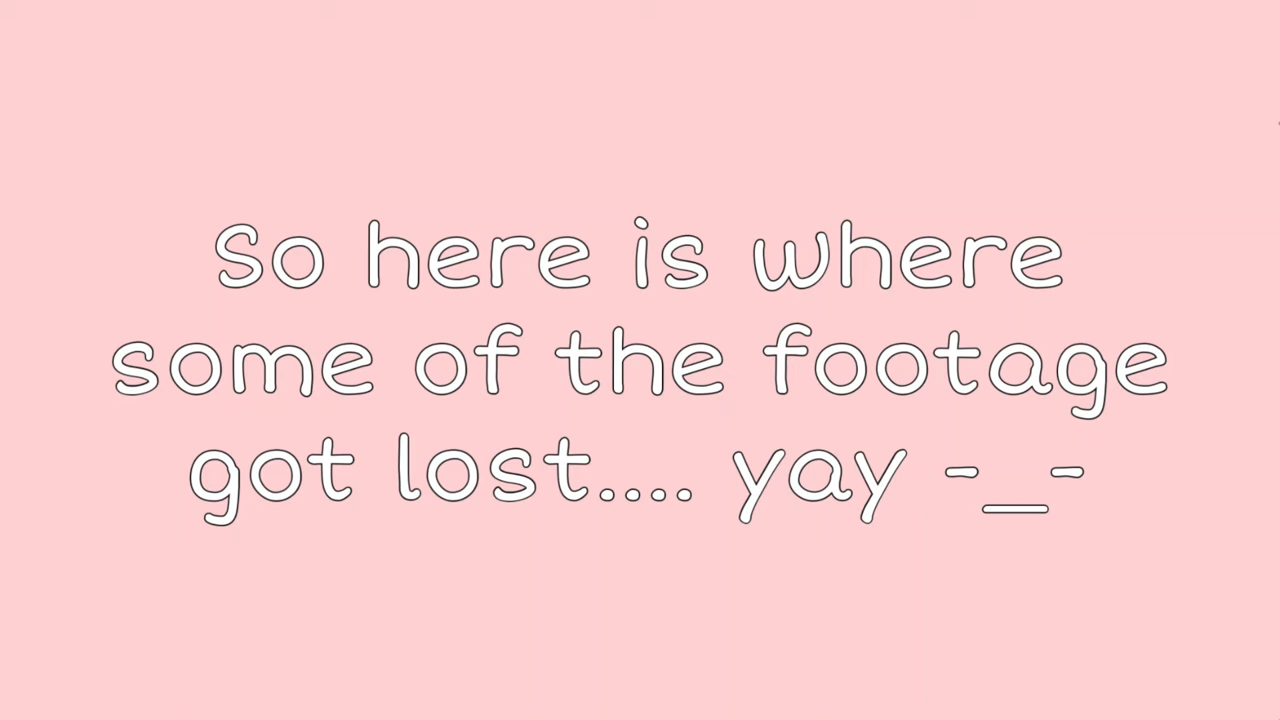 So here is where
some of the footage
got lost.... yay -_-